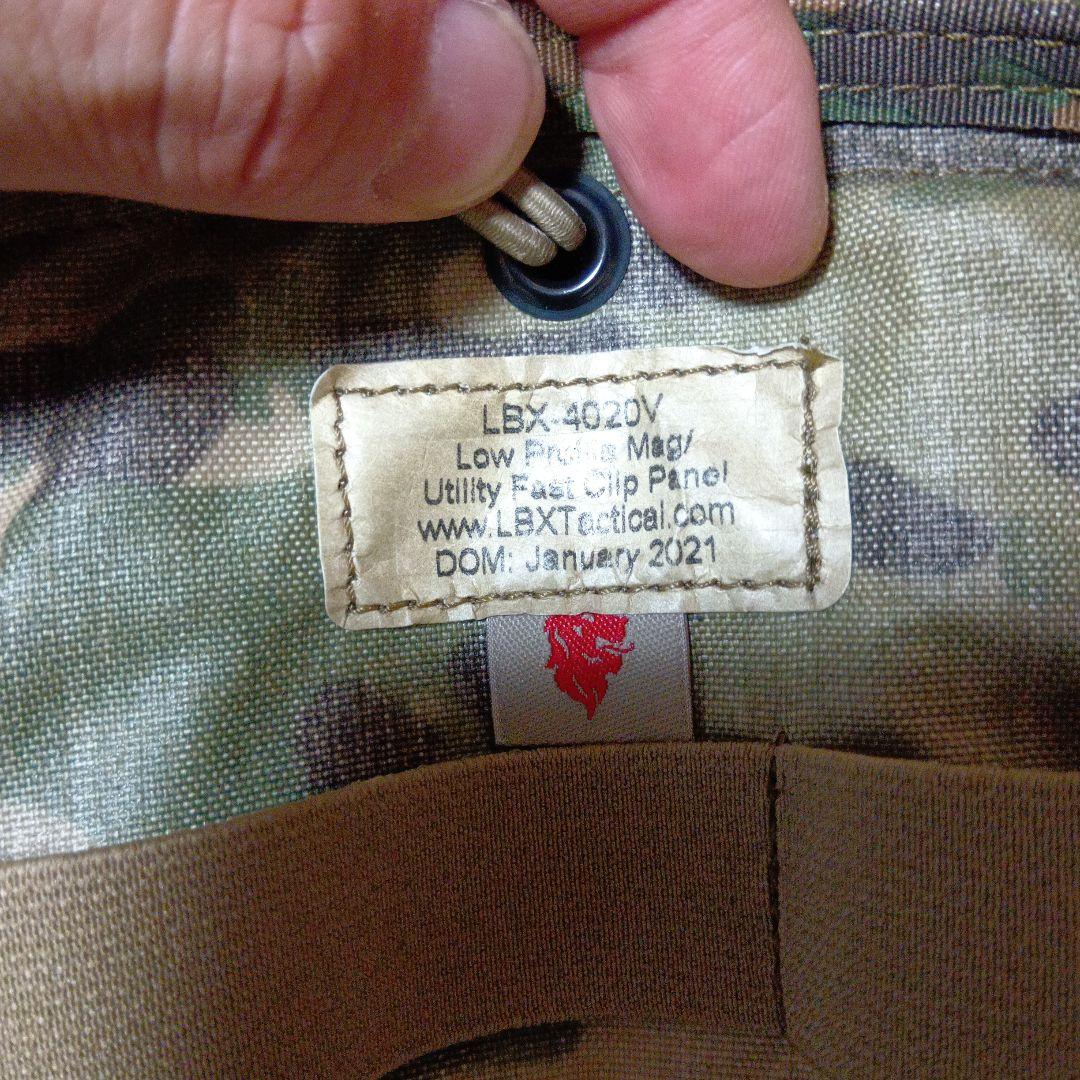 LBX-4020V
Low Profile Mag/
Utility Fast Clip Panel
www.LBXTactical.com
DOM: January 2021